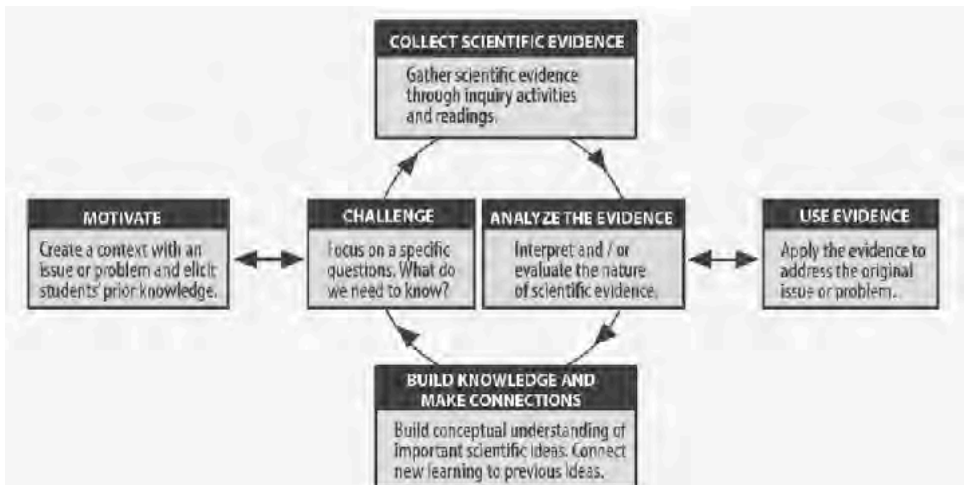 COLLECT SCIENTIFIC EVIDENCE
Gather scientific evidence
through inquiry activities
and readings.
MOTIVATE
Create a context with an
issue or problem and elicit
students' prior knowledge.
CHALLENGE
Focus on a specific
questions. What do
we need to know?
ANALYZE THE EVIDENCE
Interpret and / or
evaluate the nature
of scientific evidence.
USE EVIDENCE
Apply the evidence to
address the original
issue or problem.
BUILD KNOWLEDGE AND
MAKE CONNECTIONS
Build conceptual understanding of
important scientific ideas. Connect
new learning to previous ideas.